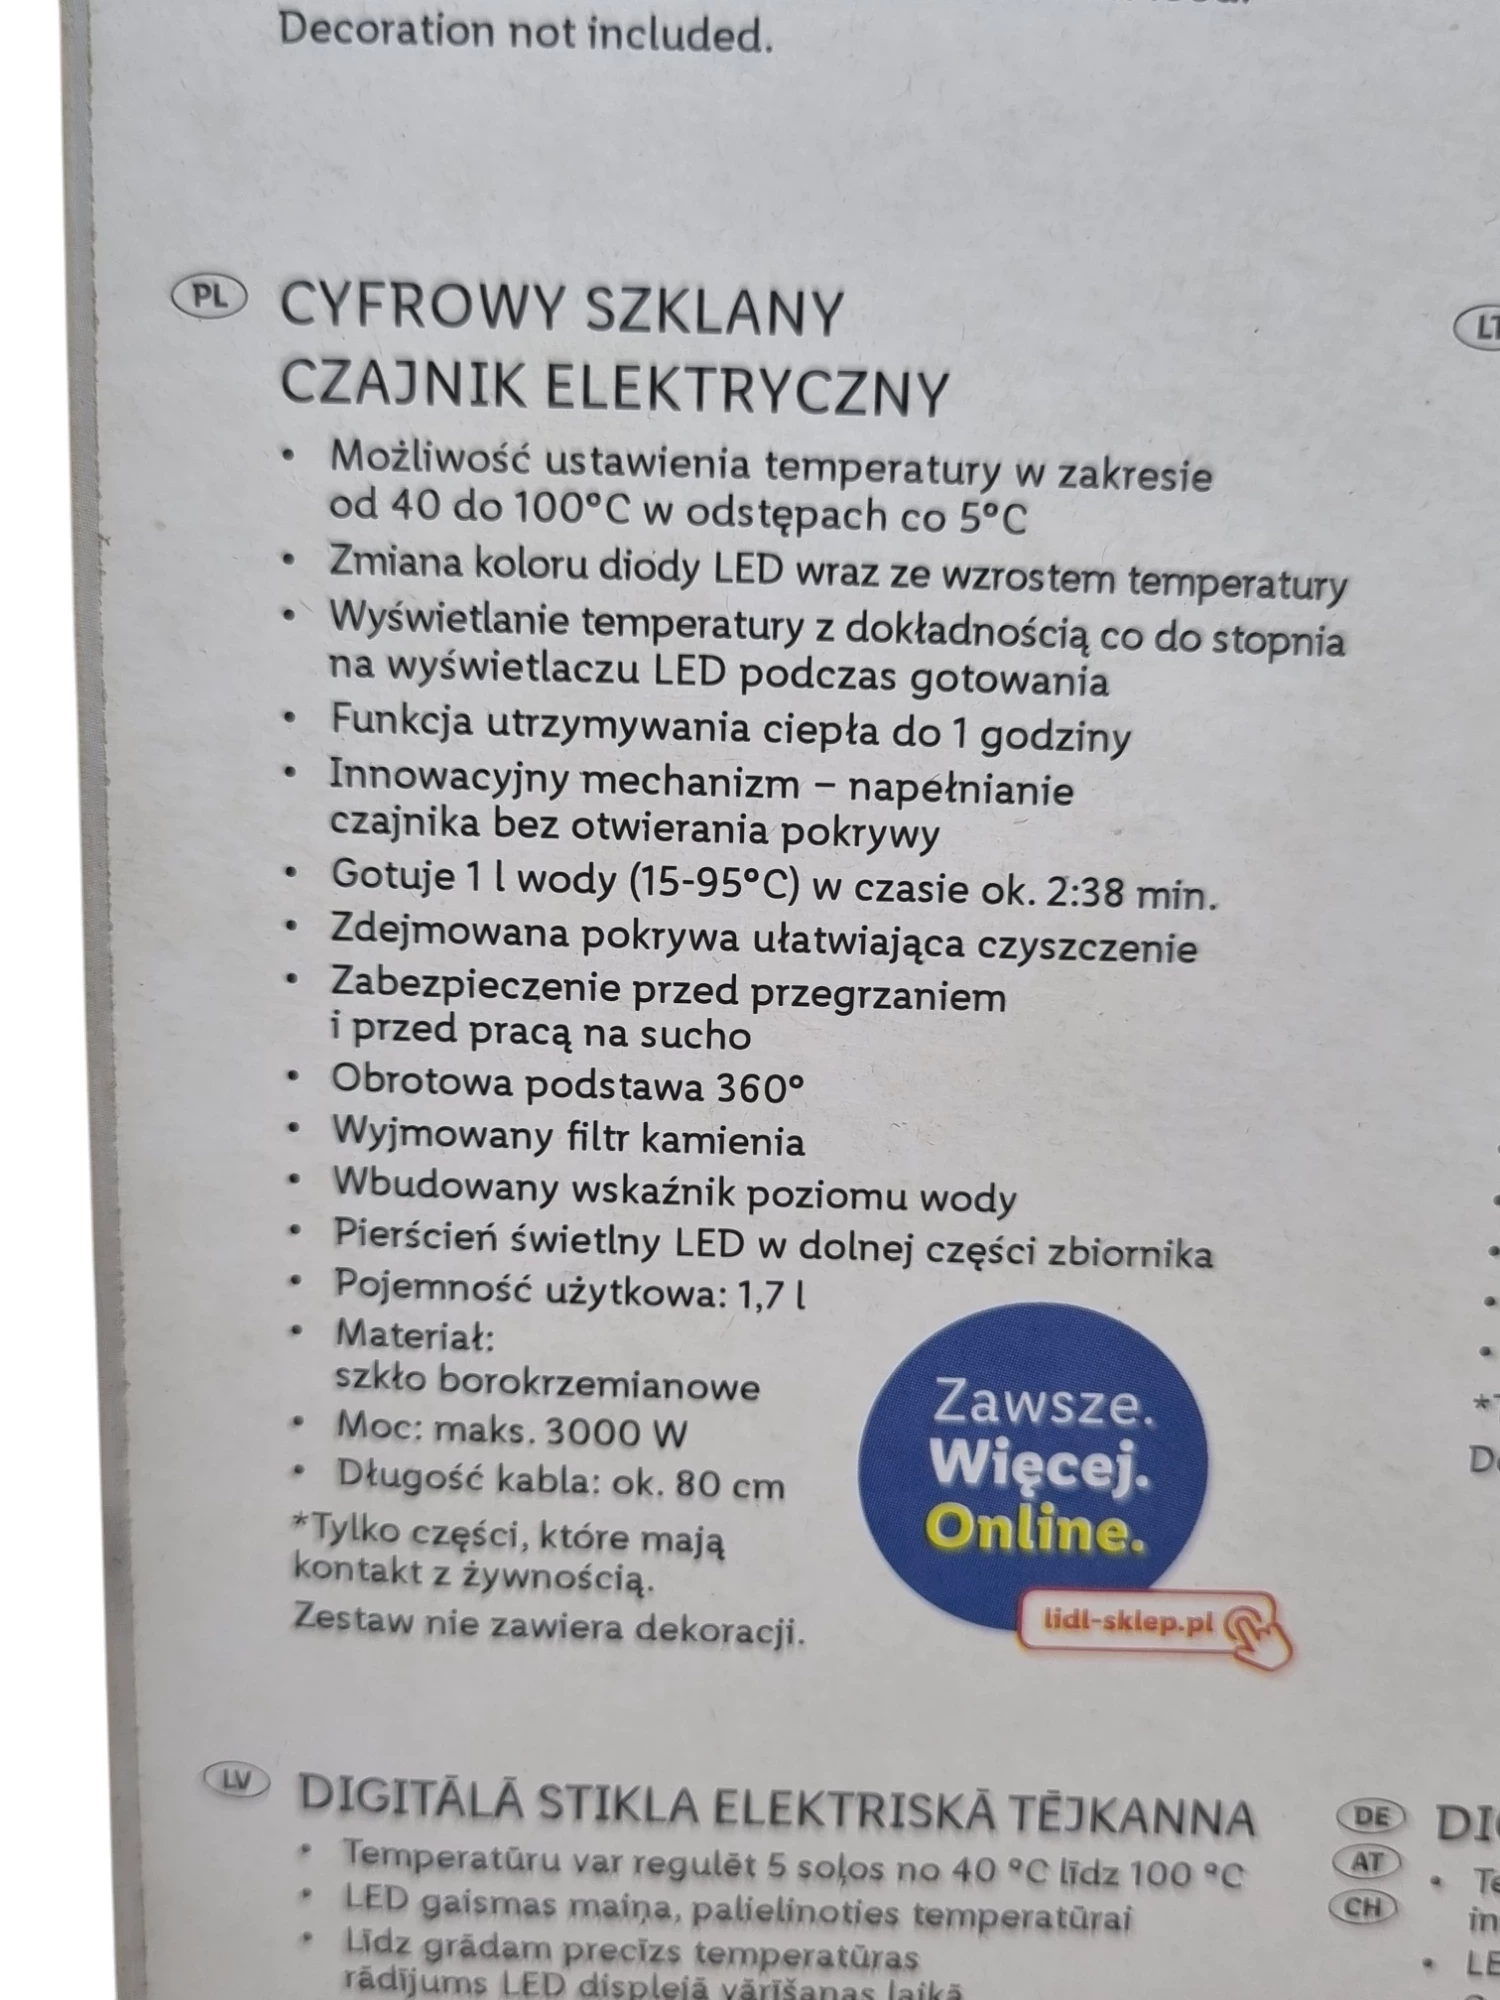 Decoration not included.
PL CYFROWY SZKLANY
CZAJNIK ELEKTRYCZNY
• Możliwość ustawienia temperatury w zakresie
od 40 do 100°C w odstępach co 5°C
• Zmiana koloru diody LED wraz ze wzrostem temperatury
• Wyświetlanie temperatury z dokładnością co do stopnia
na wyświetlaczu LED podczas gotowania
• Funkcja utrzymywania ciepła do 1 godziny
• Innowacyjny mechanizm – napełnianie
czajnika bez otwierania pokrywy
• Gotuje 1 l wody (15-95°C) w czasie ok. 2:38 min.
• Zdejmowana pokrywa ułatwiająca czyszczenie
• Zabezpieczenie przed przegrzaniem
i przed pracą na sucho
• Obrotowa podstawa 360°
• Wyjmowany filtr kamienia
• Wbudowany wskaźnik poziomu wody
• Pierścień świetlny LED w dolnej części zbiornika
• Pojemność użytkowa: 1,7 l
• Materiał:
szkło borokrzemianowe
• Moc: maks. 3000 W
• Długość kabla: ok. 80 cm
*Tylko części, które mają
kontakt z żywnością.
Zestaw nie zawiera dekoracji.
Zawsze.
Więcej.
Online.
lidl-sklep.pl
LT
LV DIGITĀLĀ STIKLA ELEKTRISKĀ TĒJKANNA
• Temperatūru var regulēt 5 soļos no 40 °C līdz 100 °C
• LED gaismas maiņa, palielinoties temperatūrai
• Līdz grādam precīzs temperatūras
rādījums LED displejā vārīšanas laikā
DE
AT
CH